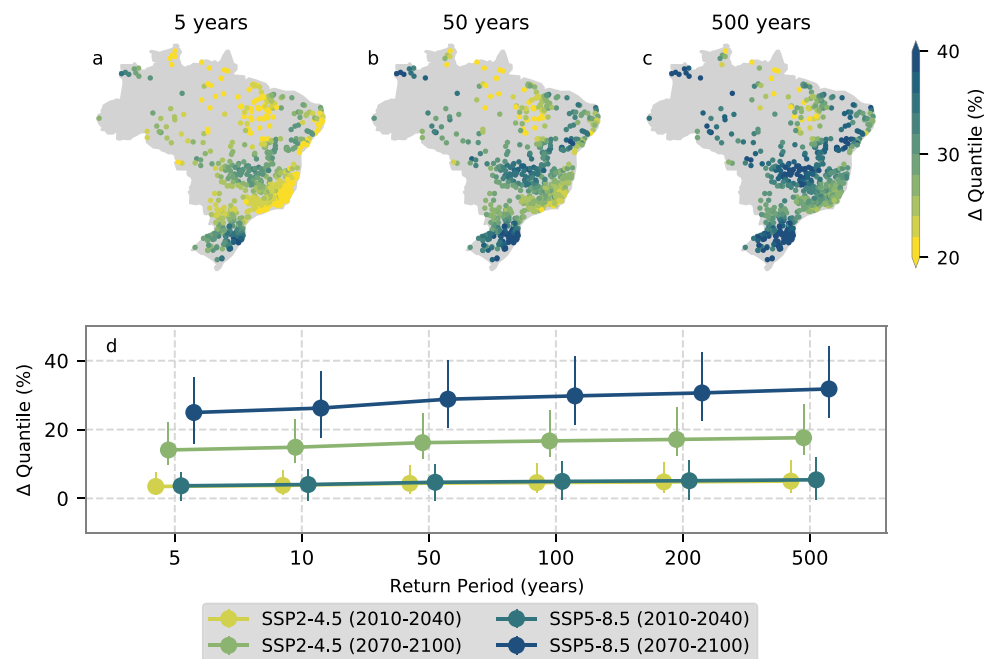 5 years 50 years 500 years
a b c
40
30
20
Δ Quantile (%)
d
40
20
0
Δ Quantile (%)
5 10 50 100 200 500
Return Period (years)
SSP2-4.5 (2010-2040) SSP5-8.5 (2010-2040)
SSP2-4.5 (2070-2100) SSP5-8.5 (2070-2100)